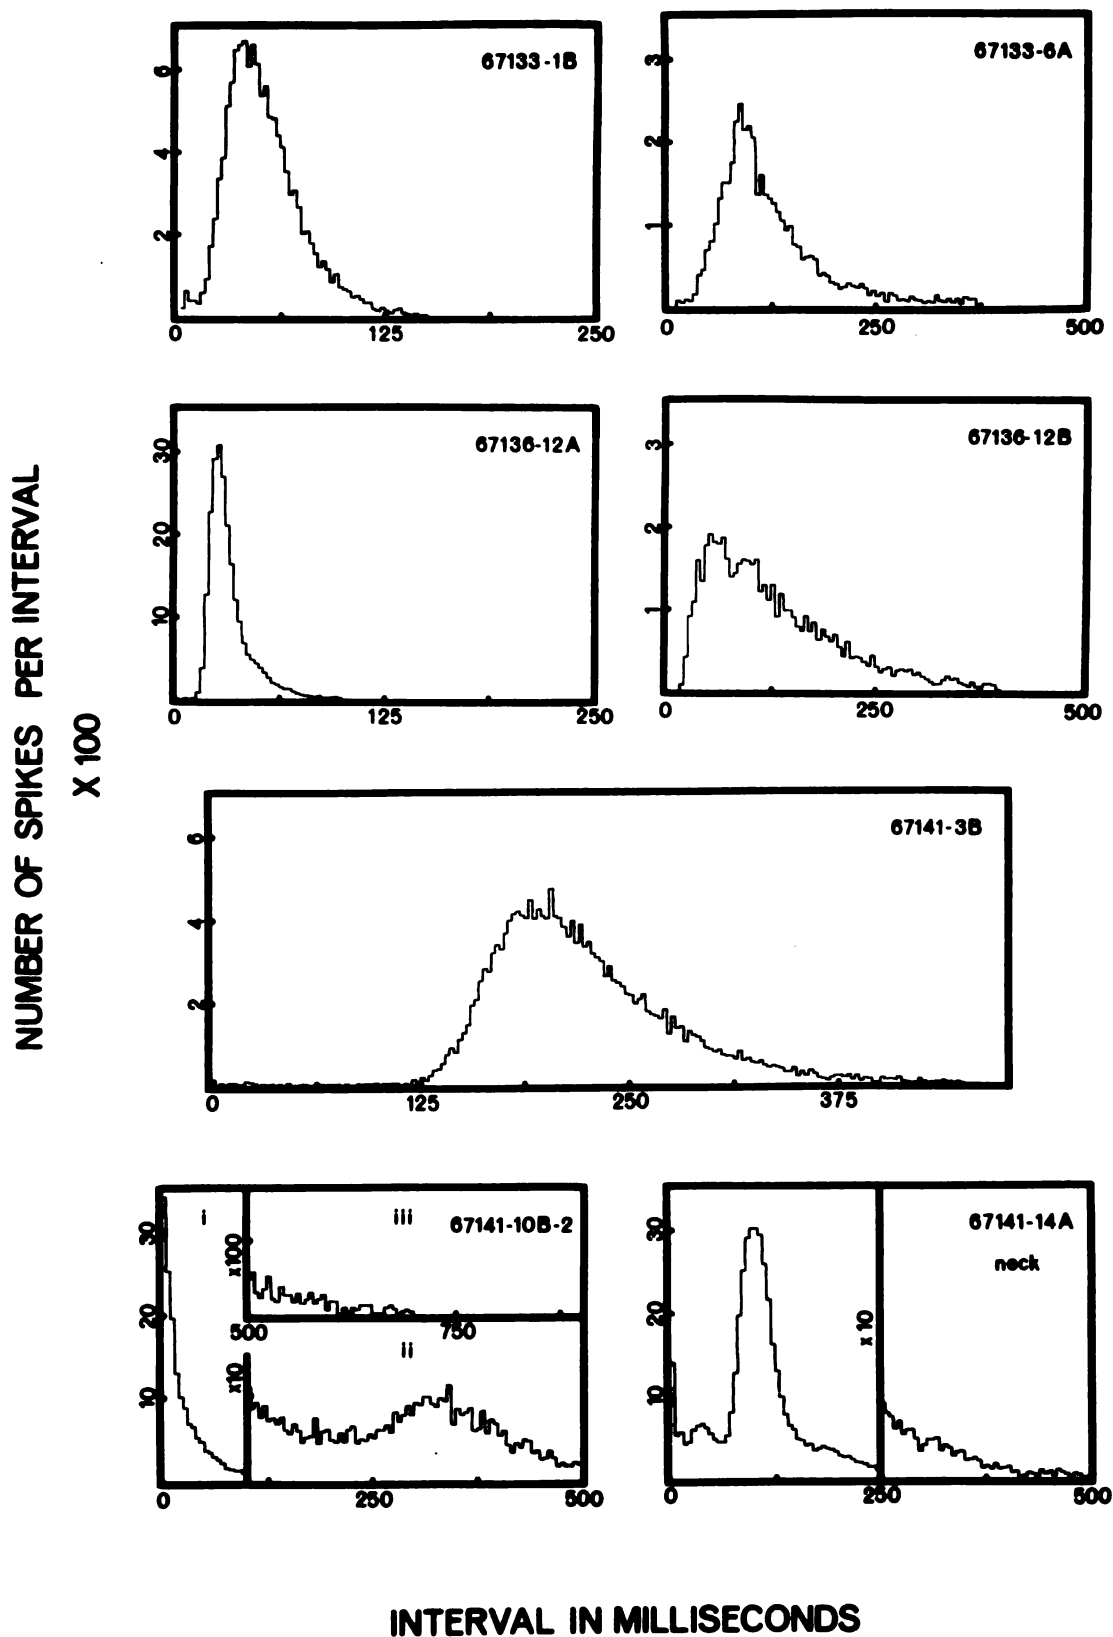 NUMBER OF SPIKES PER INTERVAL
X 100
67133-1B
6
4
2
0 125 250
67133-6A
3
2
1
0 250 500
67136-12A
30
20
10
0 125 250
67136-12B
3
2
1
0 250 500
67141-3B
6
4
2
0 125 250 375
67141-10B-2
i
iii
x100
500 750
ii
x10
30
20
10
0 250 500
67141-14A
neck
x 10
30
20
10
0 250 500
INTERVAL IN MILLISECONDS